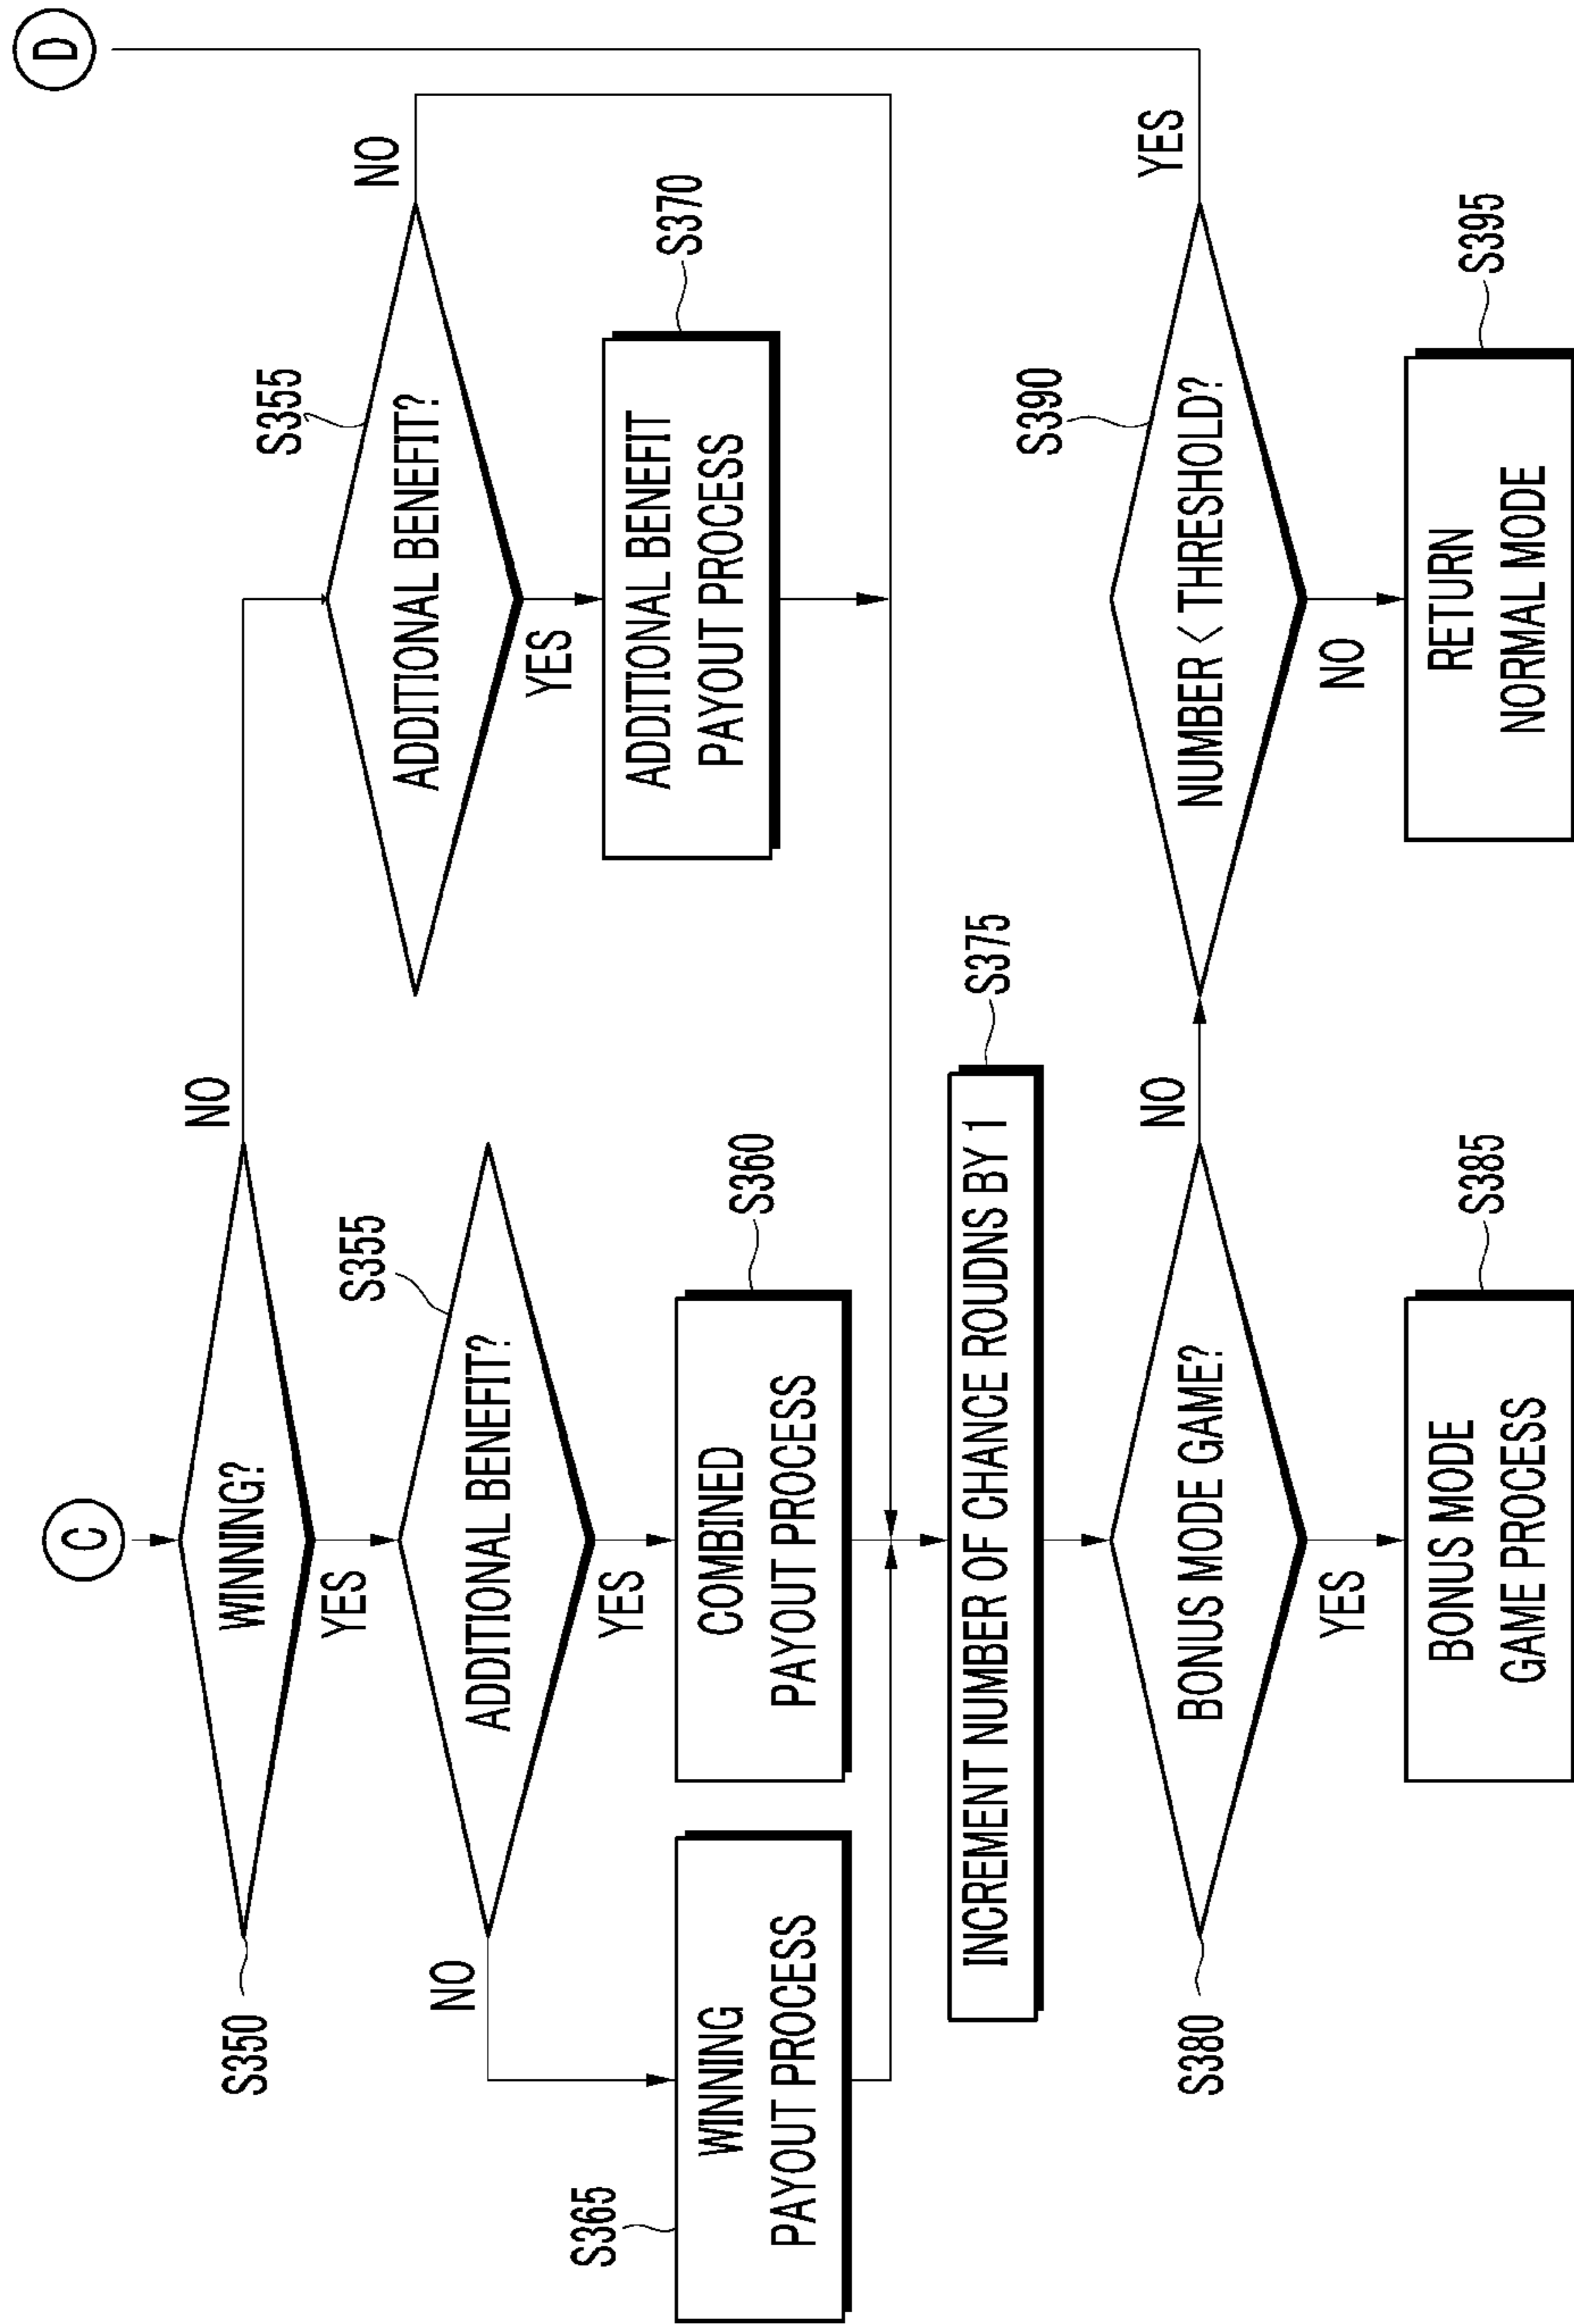 C
D
WINNING?
S350
NO
YES
ADDITIONAL BENEFIT?
S355
NO
YES
ADDITIONAL BENEFIT?
S355
NO
YES
WINNING
PAYOUT PROCESS
S365
COMBINED
PAYOUT PROCESS
S360
ADDITIONAL BENEFIT
PAYOUT PROCESS
S370
INCREMENT NUMBER OF CHANCE ROUDNS BY 1
S375
BONUS MODE GAME?
S380
NO
YES
NUMBER < THRESHOLD?
S390
YES
NO
BONUS MODE
GAME PROCESS
S385
RETURN
NORMAL MODE
S395